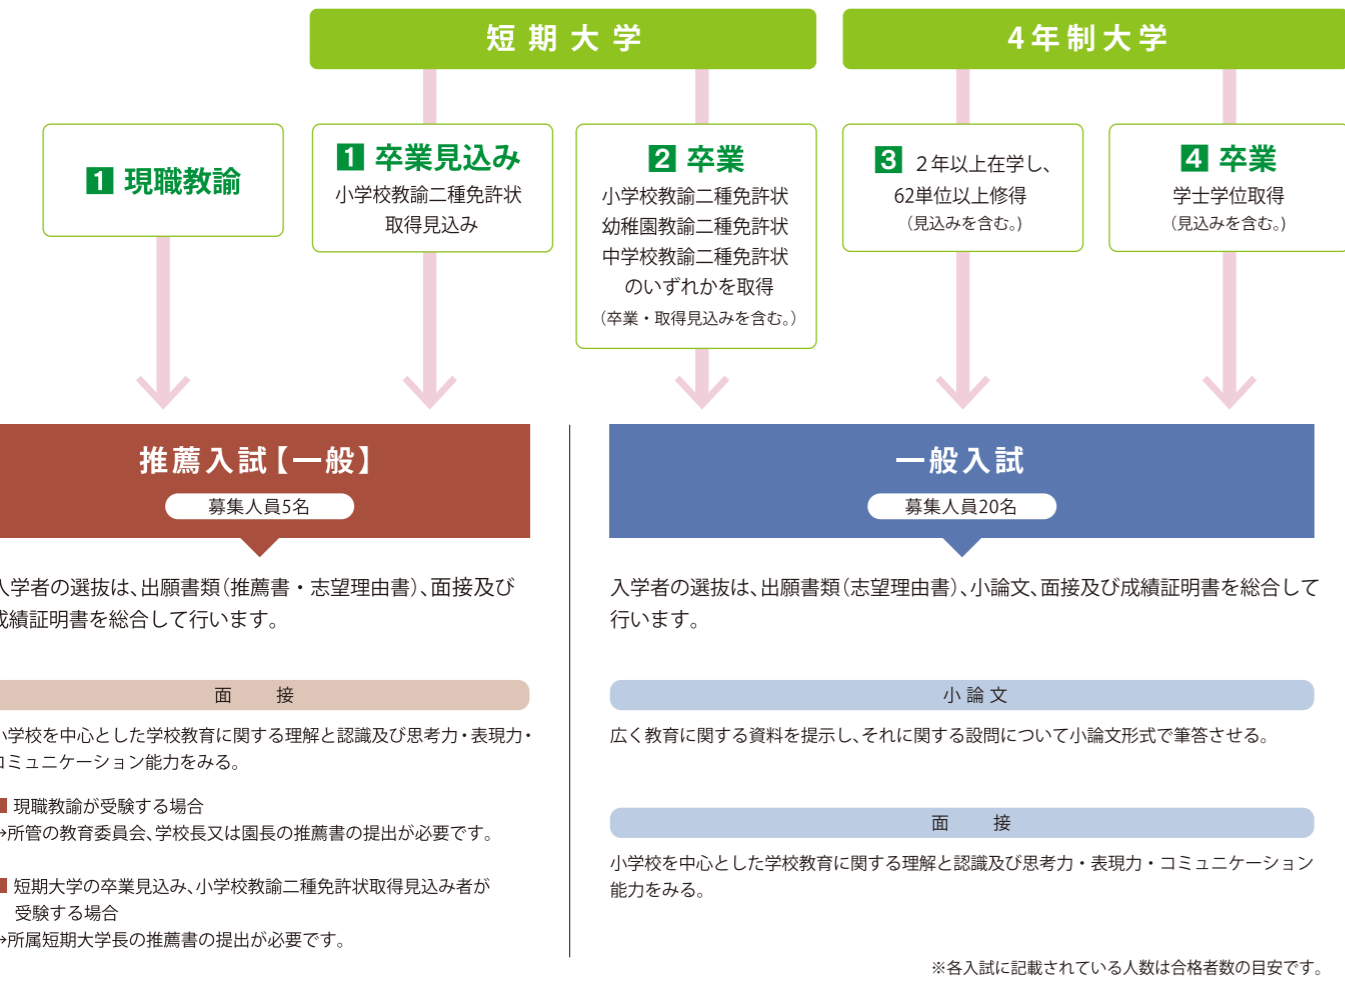 短期大学
4年制大学
1 現職教諭
1 卒業見込み
小学校教諭二種免許状
取得見込み
2 卒業
小学校教諭二種免許状
幼稚園教諭二種免許状
中学校教諭二種免許状
のいずれかを取得
（卒業・取得見込みを含む。）
3 2年以上在学し、
62単位以上修得
（見込みを含む。）
4 卒業
学士学位取得
（見込みを含む。）
推薦入試【一般】
募集人員5名
入学者の選抜は、出願書類（推薦書・志望理由書）、面接及び
成績証明書を総合して行います。
面　接
小学校を中心とした学校教育に関する理解と認識及び思考力・表現力・
コミュニケーション能力をみる。
■ 現職教諭が受験する場合
→所管の教育委員会、学校長又は園長の推薦書の提出が必要です。
■ 短期大学の卒業見込み、小学校教諭二種免許状取得見込み者が
受験する場合
→所属短期大学長の推薦書の提出が必要です。
一般入試
募集人員20名
入学者の選抜は、出願書類（志望理由書）、小論文、面接及び成績証明書を総合して
行います。
小論文
広く教育に関する資料を提示し、それに関する設問について小論文形式で筆答させる。
面　接
小学校を中心とした学校教育に関する理解と認識及び思考力・表現力・コミュニケーション
能力をみる。
※各入試に記載されている人数は合格者数の目安です。